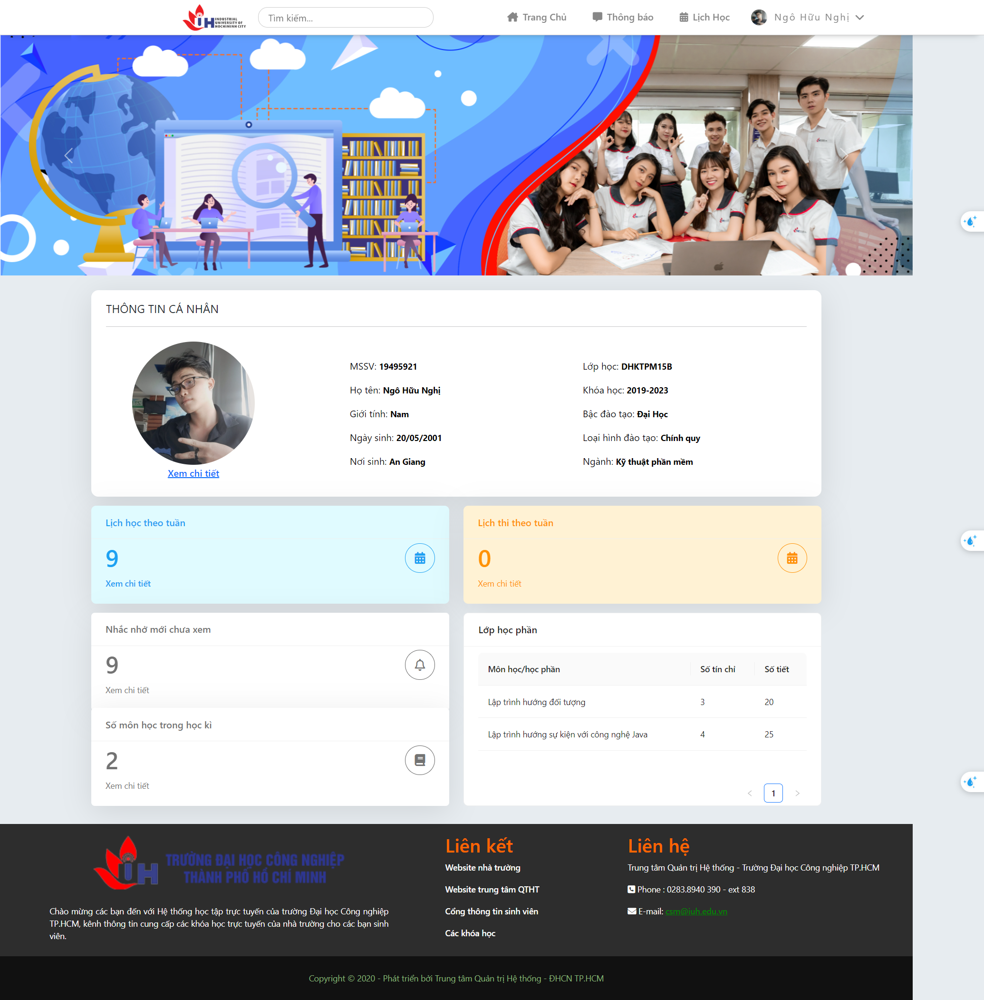 INDUSTRIAL
UNIVERSITY OF
HOCHIMINH CITY
IUH
Tìm kiếm...
Trang Chủ
Thông báo
Lịch Học
Ngô Hữu Nghị
THÔNG TIN CÁ NHÂN
MSSV: 19495921
Lớp học: DHKTPM15B
Họ tên: Ngô Hữu Nghị
Khóa học: 2019-2023
Giới tính: Nam
Bậc đào tạo: Đại Học
Ngày sinh: 20/05/2001
Loại hình đào tạo: Chính quy
Nơi sinh: An Giang
Ngành: Kỹ thuật phần mềm
Xem chi tiết
Lịch học theo tuần
9
Xem chi tiết
Lịch thi theo tuần
0
Xem chi tiết
Nhắc nhở mới chưa xem
9
Xem chi tiết
Số môn học trong học kì
2
Xem chi tiết
Lớp học phần
Môn học/học phần Số tín chỉ Số tiết
Lập trình hướng đối tượng 3 20
Lập trình hướng sự kiện với công nghệ Java 4 25
< 1 >
IUH
TRƯỜNG ĐẠI HỌC CÔNG NGHIỆP
THÀNH PHỐ HỒ CHÍ MINH
Chào mừng các bạn đến với Hệ thống học tập trực tuyến của trường Đại học Công nghiệp
TP.HCM, kênh thông tin cung cấp các khóa học trực tuyến của nhà trường cho các bạn sinh
viên.
Liên kết
Website nhà trường
Website trung tâm QTHT
Cổng thông tin sinh viên
Các khóa học
Liên hệ
Trung tâm Quản trị Hệ thống - Trường Đại học Công nghiệp TP.HCM
Phone : 0283.8940 390 - ext 838
E-mail: csm@iuh.edu.vn
Copyright © 2020 - Phát triển bởi Trung tâm Quản trị Hệ thống - ĐHCN TP.HCM